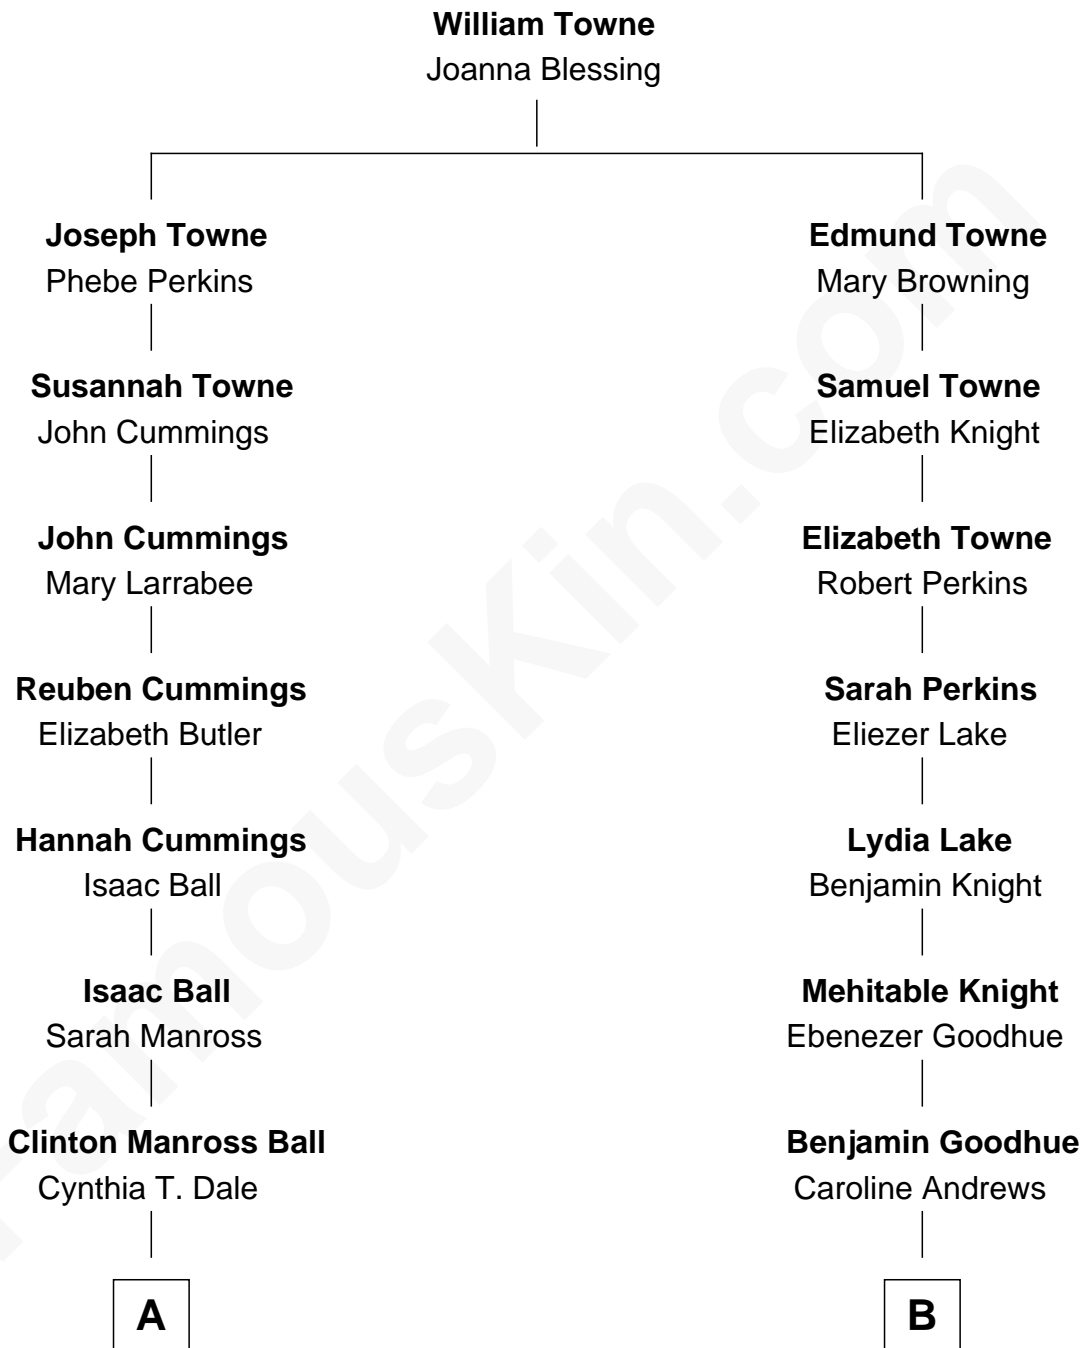 William Towne
Joanna Blessing
Joseph Towne
Phebe Perkins
Edmund Towne
Mary Browning
Susannah Towne
John Cummings
Samuel Towne
Elizabeth Knight
John Cummings
Mary Larrabee
Elizabeth Towne
Robert Perkins
Reuben Cummings
Elizabeth Butler
Sarah Perkins
Eliezer Lake
Hannah Cummings
Isaac Ball
Lydia Lake
Benjamin Knight
Isaac Ball
Sarah Manross
Mehitable Knight
Ebenezer Goodhue
Clinton Manross Ball
Cynthia T. Dale
Benjamin Goodhue
Caroline Andrews
A
B
FamousKin.com